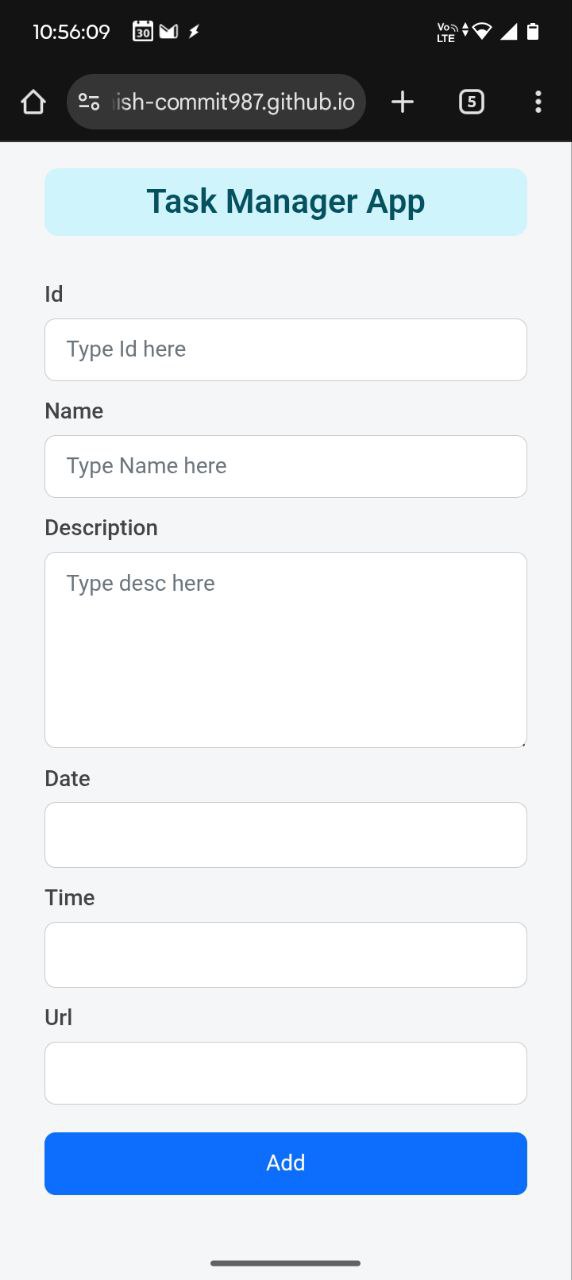 10:56:09
30
Vo
LTE
ish-commit987.github.io
5
Task Manager App
Id
Type Id here
Name
Type Name here
Description
Type desc here
Date
Time
Url
Add